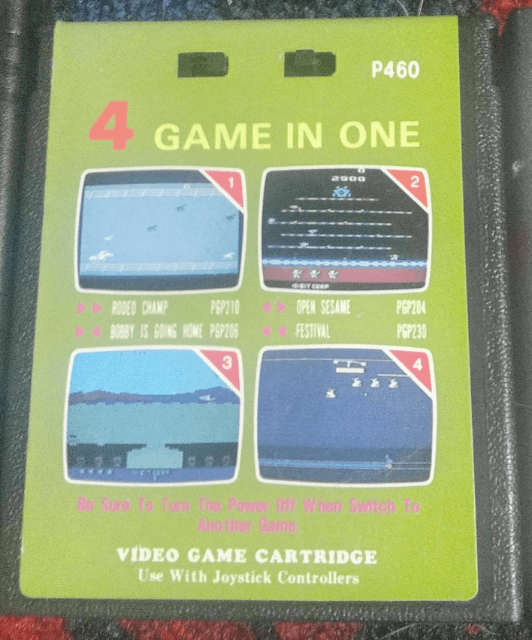 P460
4 GAME IN ONE
1
2
0
2900
©BIT CORP
RODEO CHAMP PGP210
OPEN SESAME PGP204
BOBBY IS GOING HOME PGP206
FESTIVAL PGP230
3
4
©BIT CORP
Be Sure To Turn The Power Off When Switch To
Another Game.
VIDEO GAME CARTRIDGE
Use With Joystick Controllers